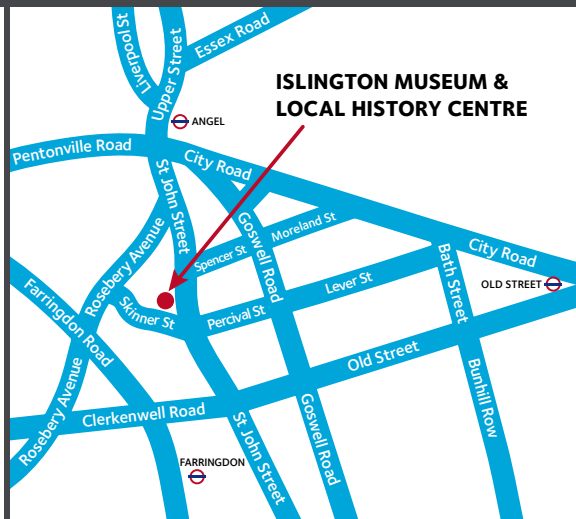 Liverpool St
Upper Street
Essex Road
ISLINGTON MUSEUM &
LOCAL HISTORY CENTRE
ANGEL
Pentonville Road
City Road
St John Street
Goswell Road
Moreland St
Spencer St
Rosebery Avenue
Bath Street
City Road
Farringdon Road
Skinner St
Percival St
Lever St
OLD STREET
Old Street
Rosebery Avenue
Clerkenwell Road
St John Street
Goswell Road
Bunhill Row
FARRINGDON